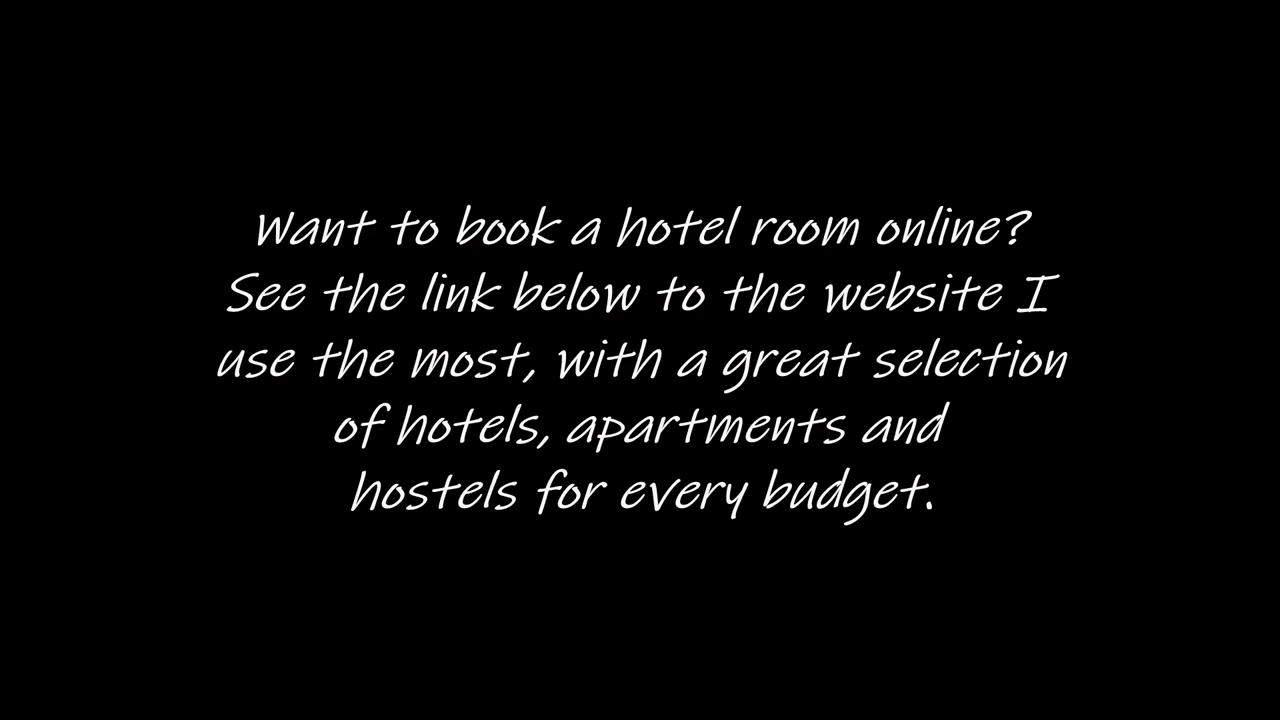 Want to book a hotel room online?
See the link below to the website I
use the most, with a great selection
of hotels, apartments and
hostels for every budget.